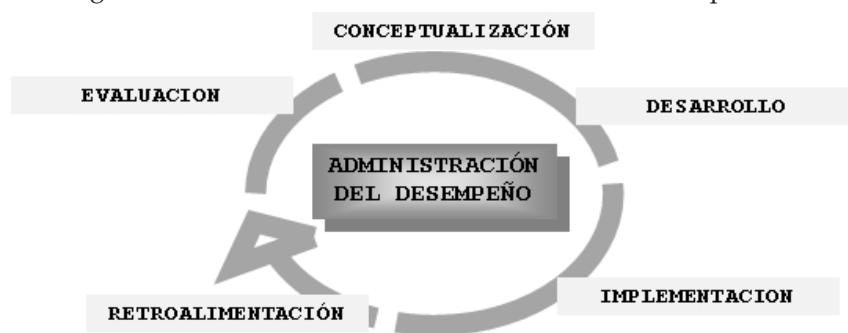 CONCEPTUALIZACIÓN
EVALUACION
DESARROLLO
ADMINISTRACIÓN
DEL DESEMPEÑO
IMPLEMENTACION
RETROALIMENTACIÓN